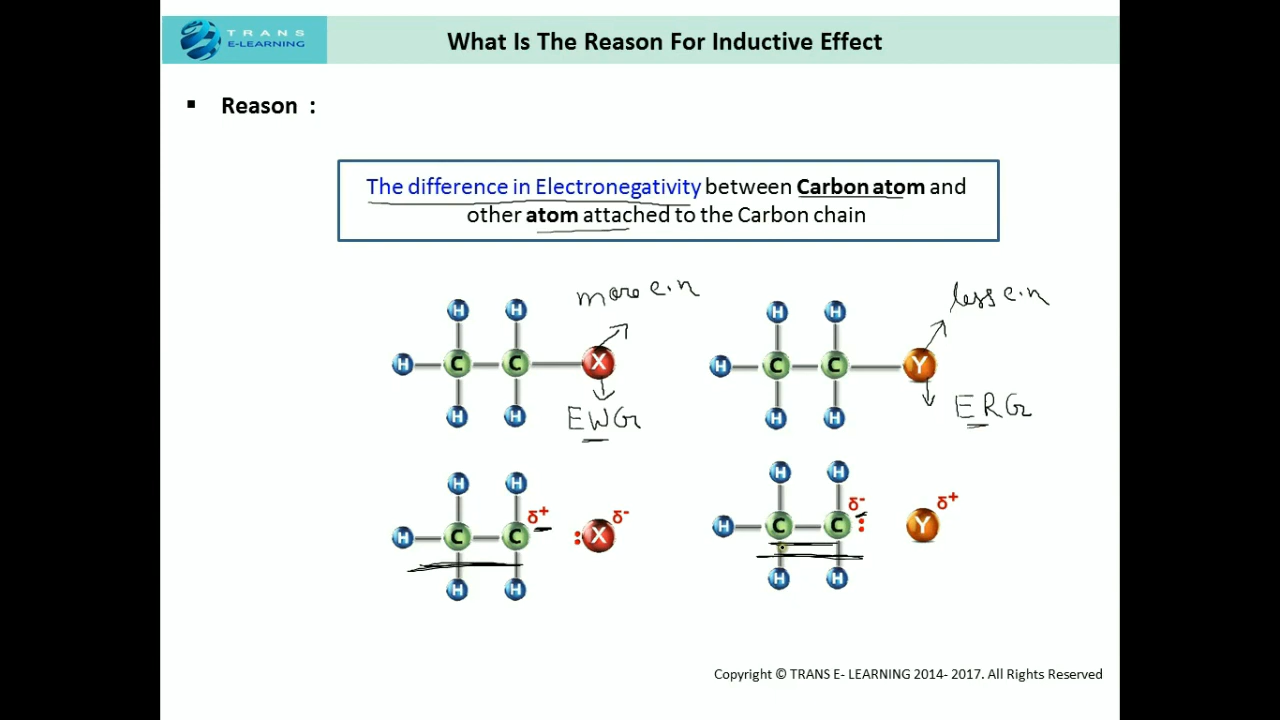 TRANS
E-LEARNING
What Is The Reason For Inductive Effect
▪ Reason :
The difference in Electronegativity between Carbon atom and
other atom attached to the Carbon chain
more e.n
less e.n
H H
H H
H C C X
H C C Y
H H
H H
EWG
ERG
H H
H H
δ+ δ-
δ- δ+
H C C : X
H C C : Y
H H
H H
Copyright © TRANS E- LEARNING 2014- 2017. All Rights Reserved